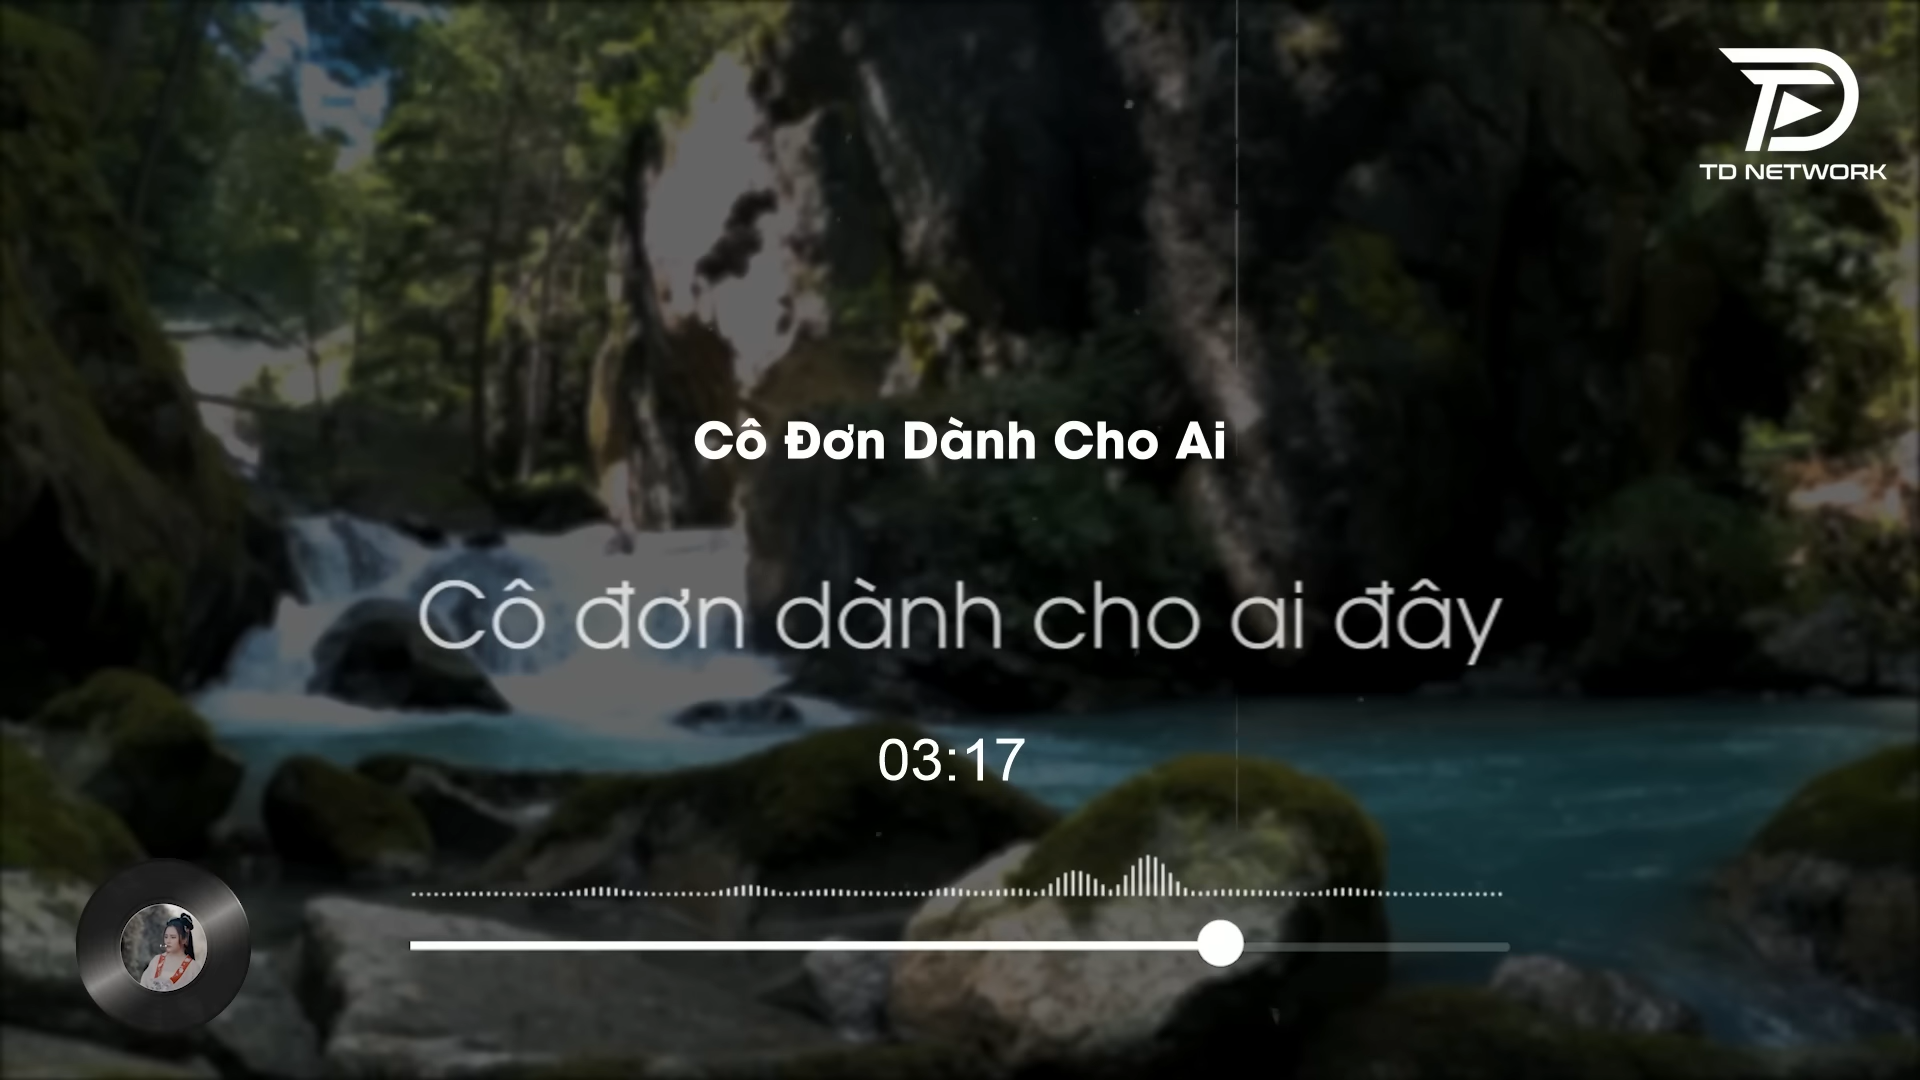 TD NETWORK
Cô Đơn Dành Cho Ai
Cô đơn dành cho ai đây
03:17